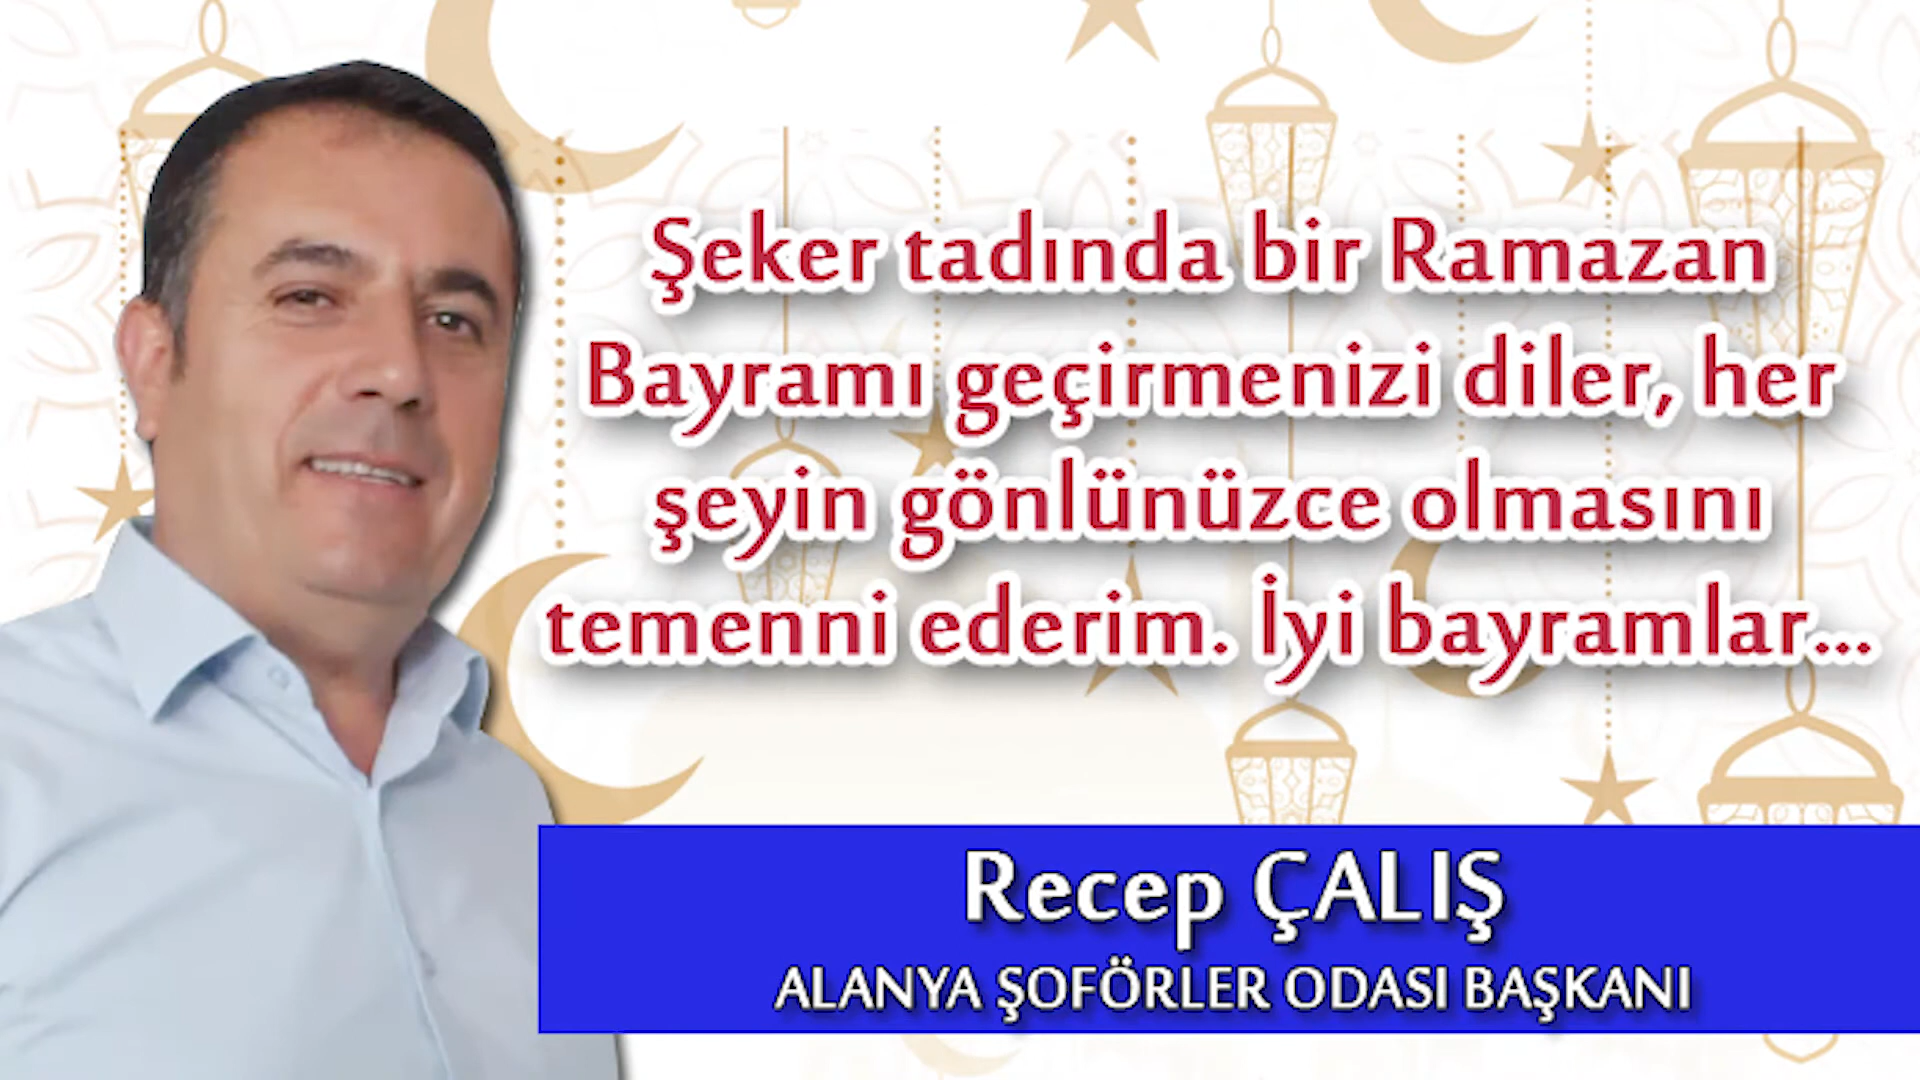 Şeker tadında bir Ramazan
Bayramı geçirmenizi diler, her
şeyin gönlünüzce olmasını
temenni ederim. İyi bayramlar...
Recep ÇALIŞ
ALANYA ŞOFÖRLER ODASI BAŞKANI